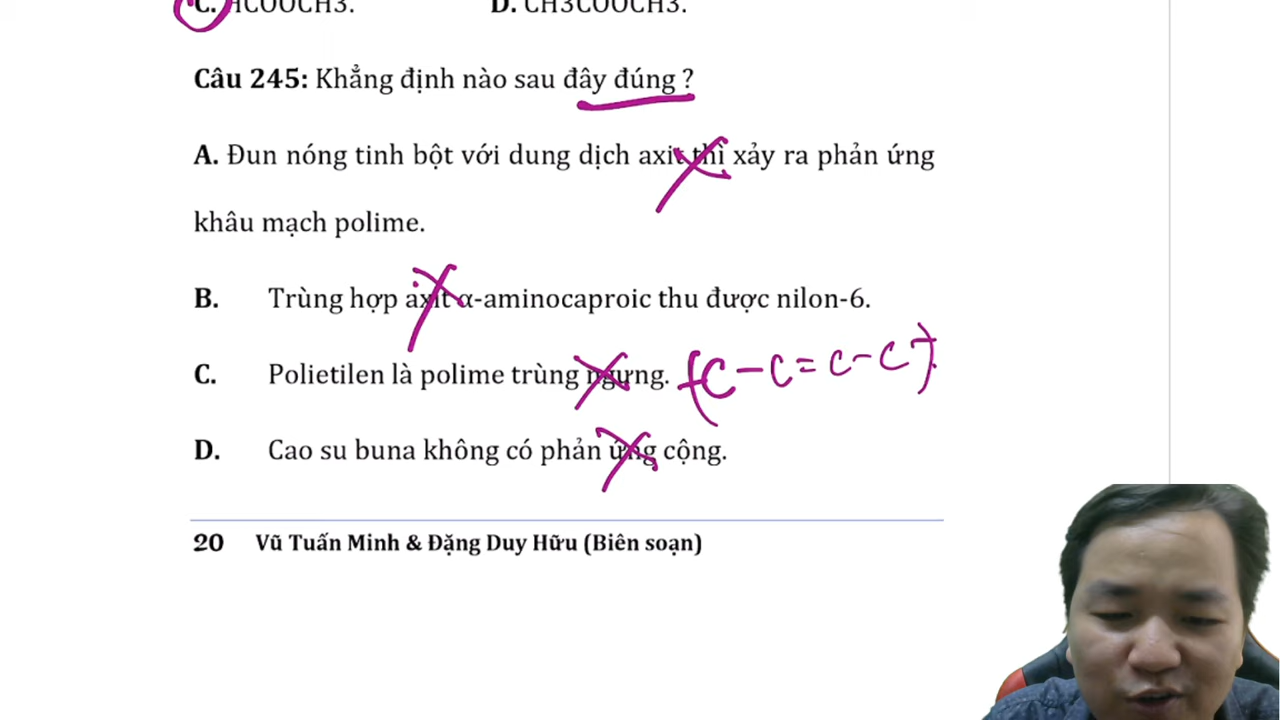 C. HCOOCH3. D. CH3COOCH3.
Câu 245: Khẳng định nào sau đây đúng ?
A. Đun nóng tinh bột với dung dịch axit thì xảy ra phản ứng
khâu mạch polime.
B. Trùng hợp axit α-aminocaproic thu được nilon-6.
C. Polietilen là polime trùng ngưng. (C-C=C-C)
D. Cao su buna không có phản ứng cộng.
20 Vũ Tuấn Minh & Đặng Duy Hữu (Biên soạn)